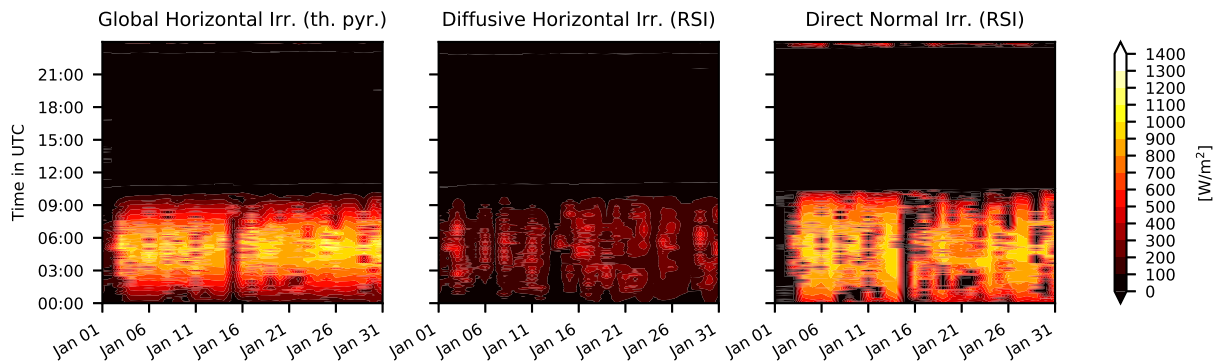 Global Horizontal Irr. (th. pyr.)
Diffusive Horizontal Irr. (RSI)
Direct Normal Irr. (RSI)
Time in UTC
21:00
18:00
15:00
12:00
09:00
06:00
03:00
00:00
Jan 01 Jan 06 Jan 11 Jan 16 Jan 21 Jan 26 Jan 31
Jan 01 Jan 06 Jan 11 Jan 16 Jan 21 Jan 26 Jan 31
Jan 01 Jan 06 Jan 11 Jan 16 Jan 21 Jan 26 Jan 31
1400
1300
1200
1100
1000
900
800
700
600
500
400
300
200
100
0
[W/m²]